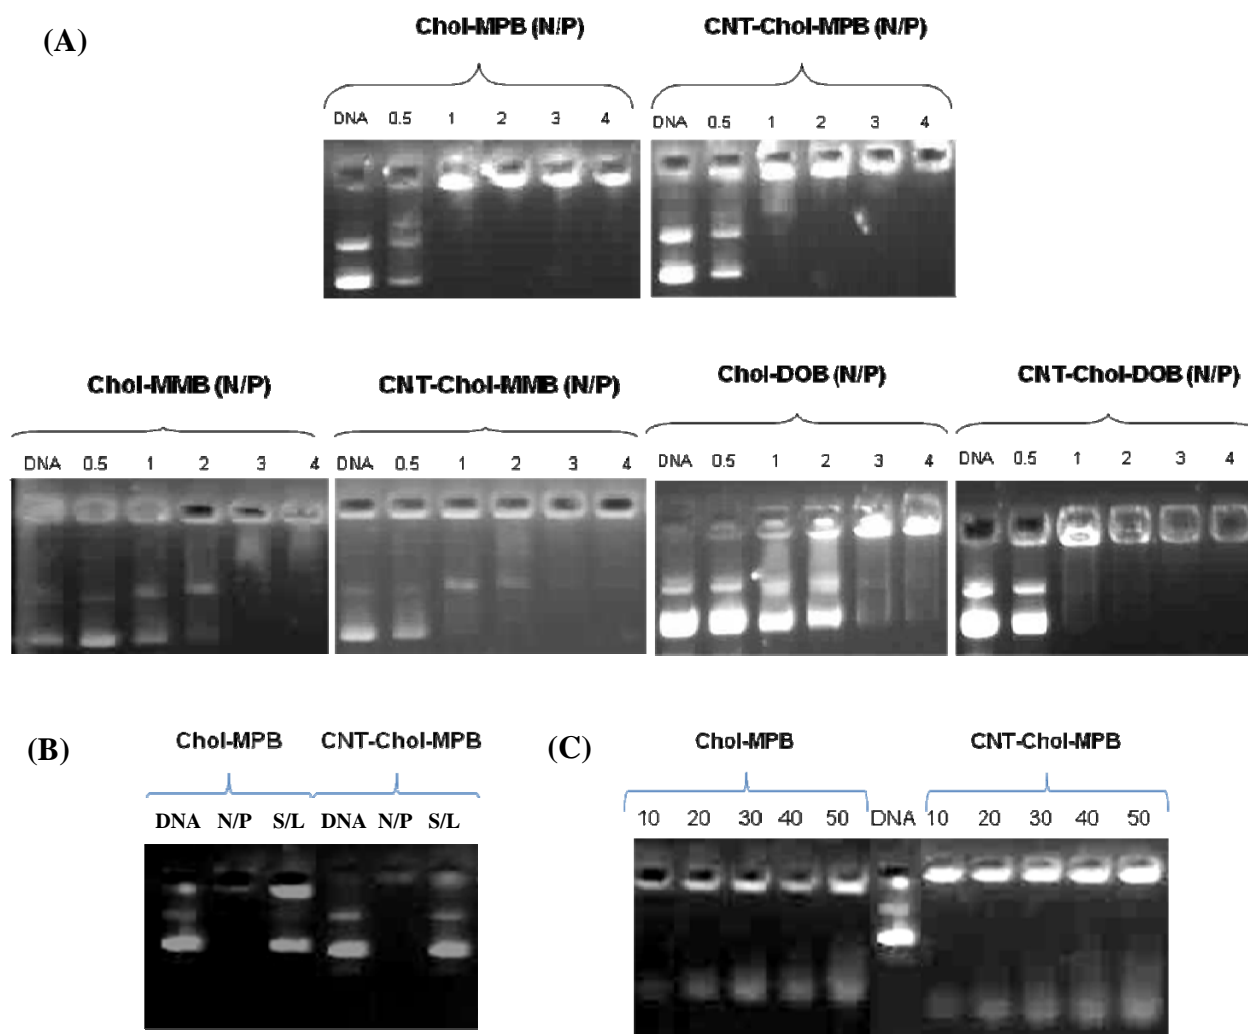 (A)
Chol-MPB (N/P)
CNT-Chol-MPB (N/P)
DNA 0.5 1 2 3 4
DNA 0.5 1 2 3 4
Chol-MMB (N/P)
CNT-Chol-MMB (N/P)
Chol-DOB (N/P)
CNT-Chol-DOB (N/P)
DNA 0.5 1 2 3 4
DNA 0.5 1 2 3 4
DNA 0.5 1 2 3 4
DNA 0.5 1 2 3 4
(B)
Chol-MPB
CNT-Chol-MPB
DNA N/P S/L DNA N/P S/L
(C)
Chol-MPB
CNT-Chol-MPB
10 20 30 40 50 DNA 10 20 30 40 50